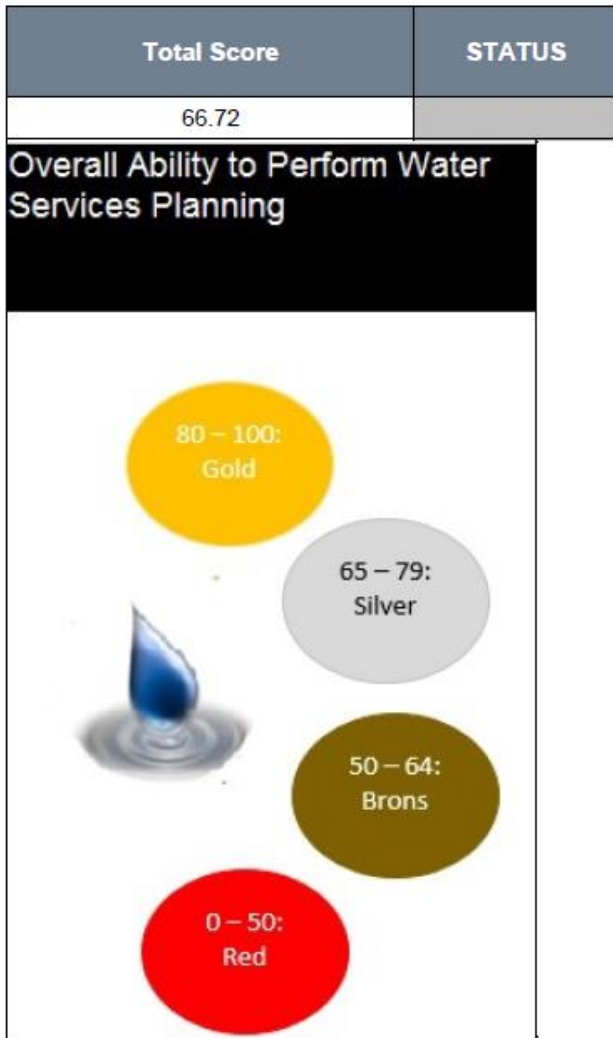 Total Score STATUS
66.72
Overall Ability to Perform Water
Services Planning
80 – 100:
Gold
65 – 79:
Silver
50 – 64:
Brons
0 – 50:
Red